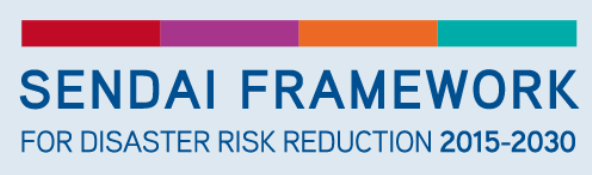 SENDAI FRAMEWORK
FOR DISASTER RISK REDUCTION 2015-2030